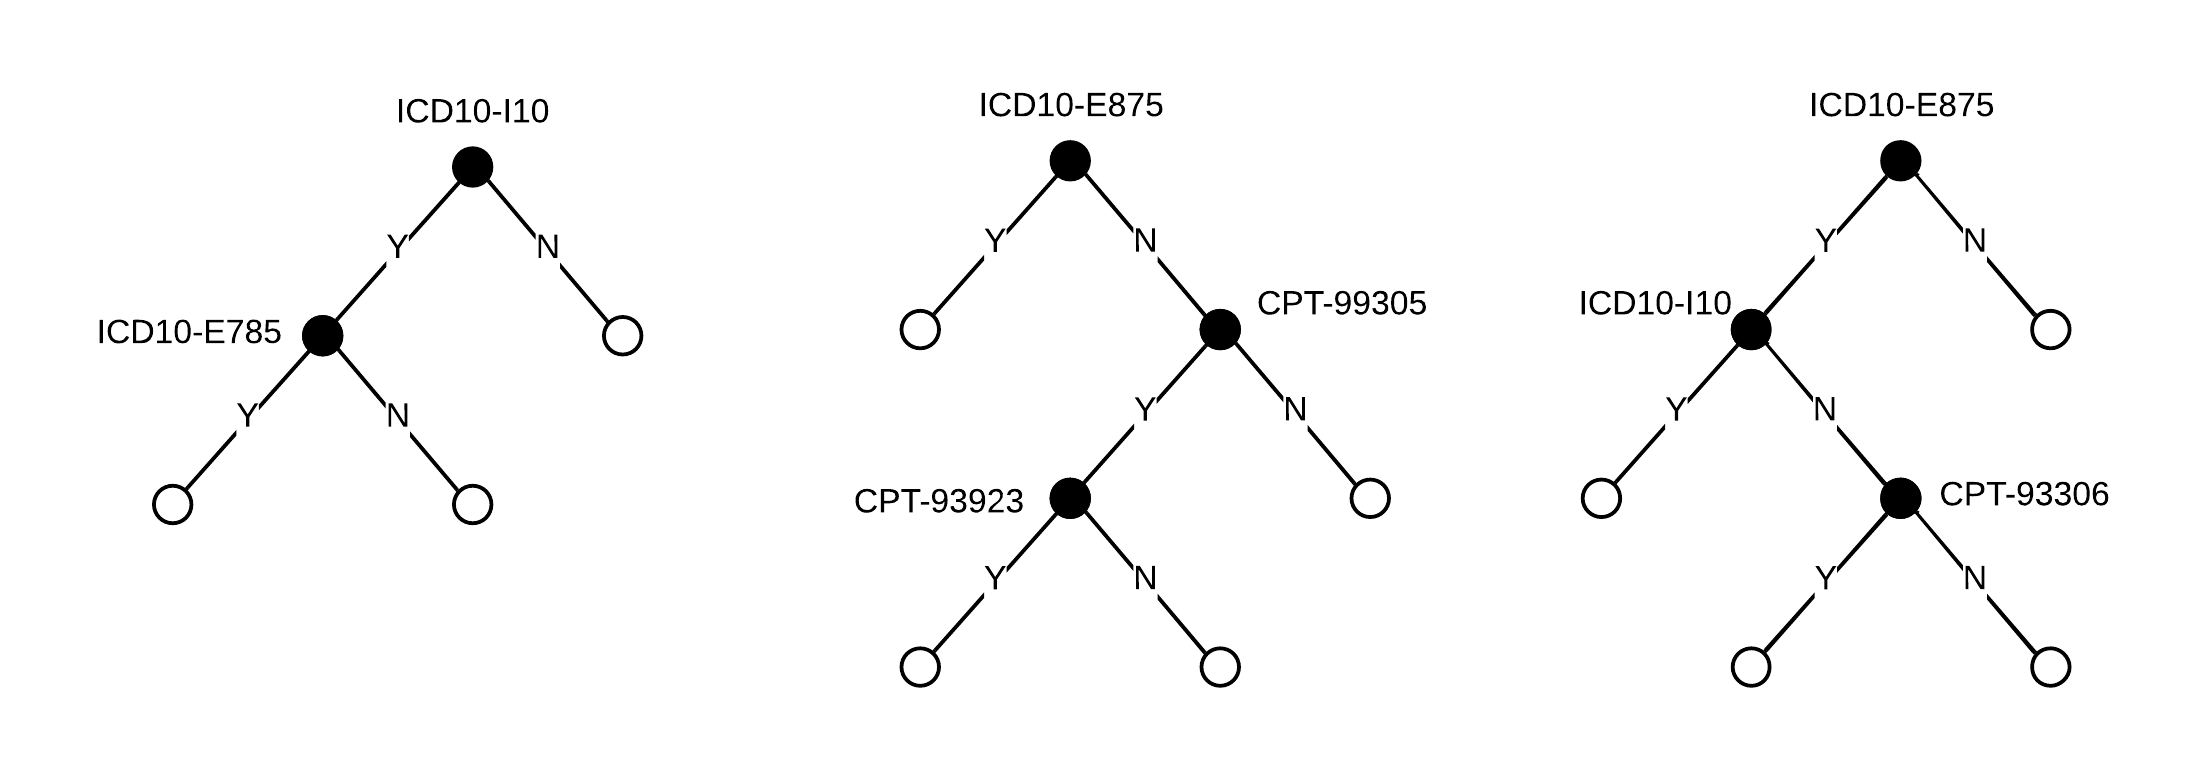 ICD10-I10
Y
N
ICD10-E785
Y
N
ICD10-E875
Y
N
CPT-99305
Y
N
CPT-93923
Y
N
ICD10-E875
Y
N
ICD10-I10
Y
N
CPT-93306
Y
N